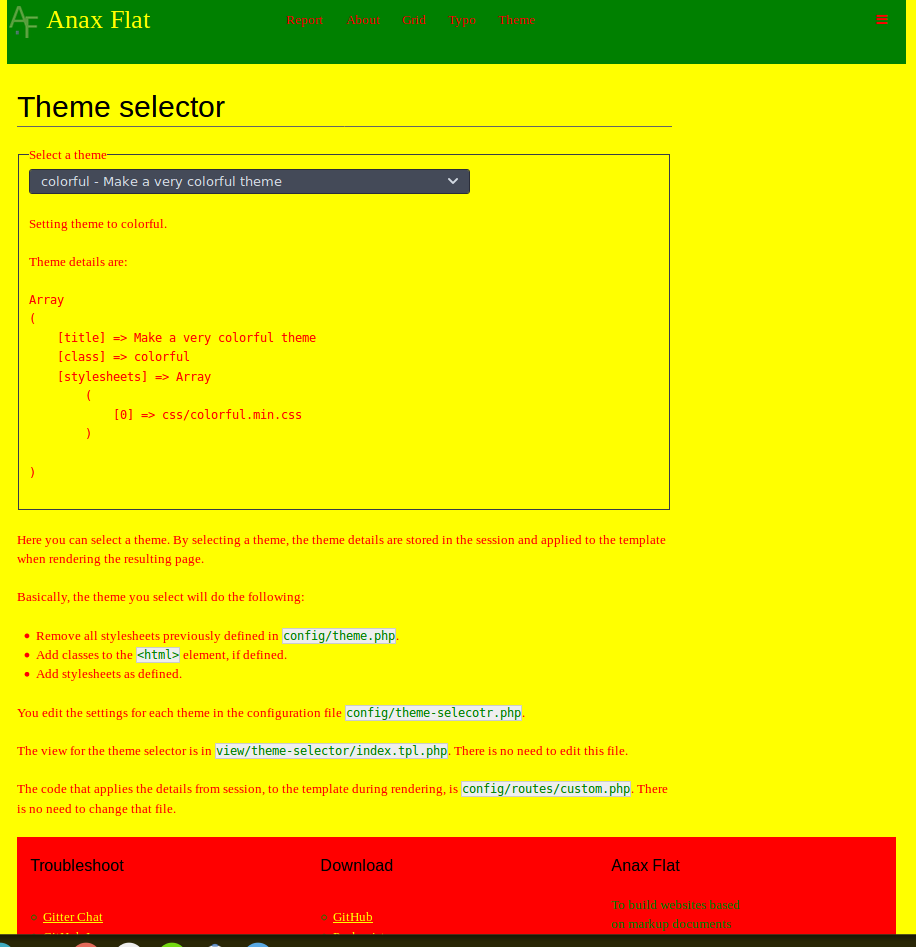 AF Anax Flat
Report About Grid Typo Theme
Theme selector
Select a theme
colorful - Make a very colorful theme
Setting theme to colorful.
Theme details are:
Array
(
[title] => Make a very colorful theme
[class] => colorful
[stylesheets] => Array
(
[0] => css/colorful.min.css
)
)
Here you can select a theme. By selecting a theme, the theme details are stored in the session and applied to the template
when rendering the resulting page.
Basically, the theme you select will do the following:
Remove all stylesheets previously defined in config/theme.php.
Add classes to the <html> element, if defined.
Add stylesheets as defined.
You edit the settings for each theme in the configuration file config/theme-selecotr.php.
The view for the theme selector is in view/theme-selector/index.tpl.php. There is no need to edit this file.
The code that applies the details from session, to the template during rendering, is config/routes/custom.php. There
is no need to change that file.
Troubleshoot Download Anax Flat
To build websites based
Gitter Chat GitHub
on markup documents